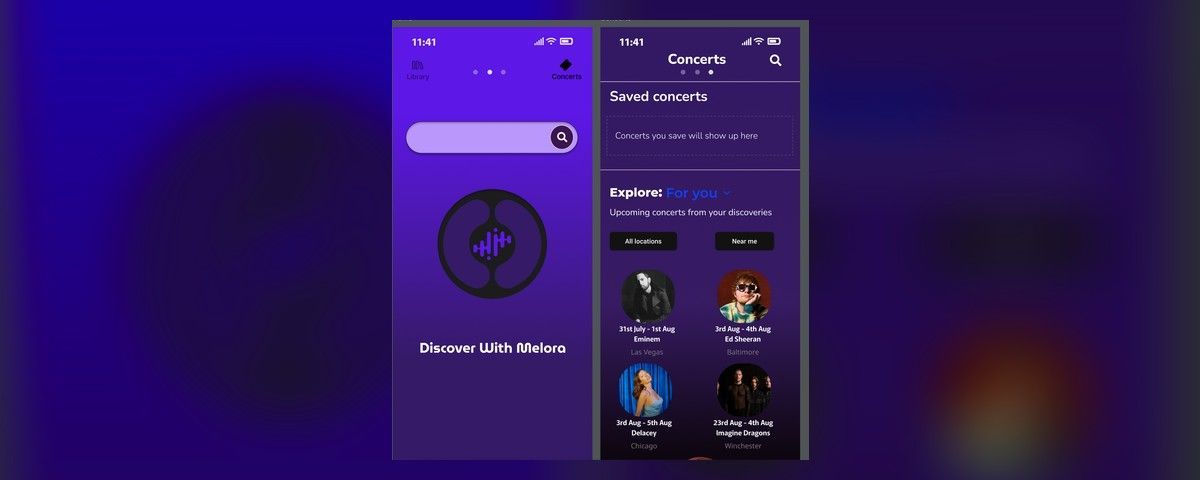 11:41
Library
Concerts
Discover With Melora
11:41
Concerts
Saved concerts
Concerts you save will show up here
Explore: For you
Upcoming concerts from your discoveries
All locations
Near me
31st July - 1st Aug
Eminem
Las Vegas
3rd Aug - 4th Aug
Ed Sheeran
Baltimore
3rd Aug - 5th Aug
Delacey
Chicago
23rd Aug - 4th Aug
Imagine Dragons
Winchester